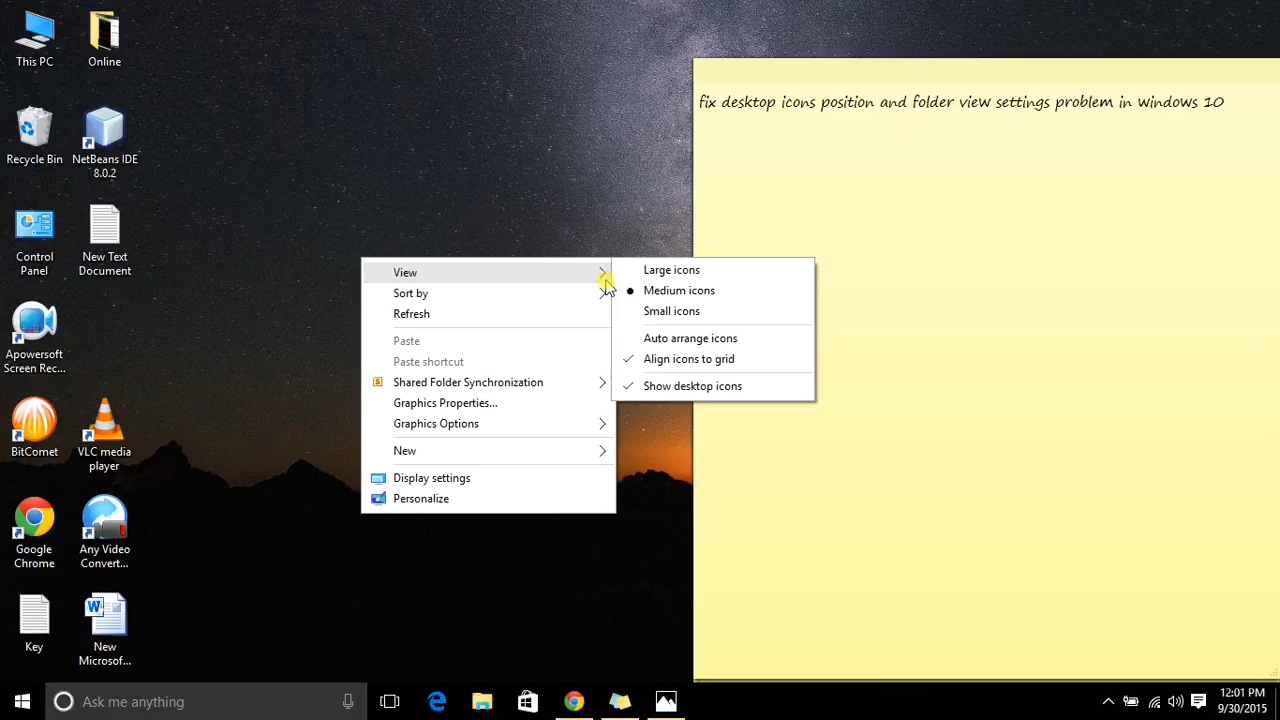 This PC
Online
Recycle Bin
NetBeans IDE
8.0.2
Control
Panel
New Text
Document
Apowersoft
Screen Rec...
BitComet
VLC media
player
Google
Chrome
Any Video
Convert...
Key
New
Microsof...
fix desktop icons position and folder view settings problem in windows 10
View
Sort by
Refresh
Paste
Paste shortcut
Shared Folder Synchronization
Graphics Properties...
Graphics Options
New
Display settings
Personalize
Large icons
Medium icons
Small icons
Auto arrange icons
Align icons to grid
Show desktop icons
Ask me anything
12:01 PM
9/30/2015